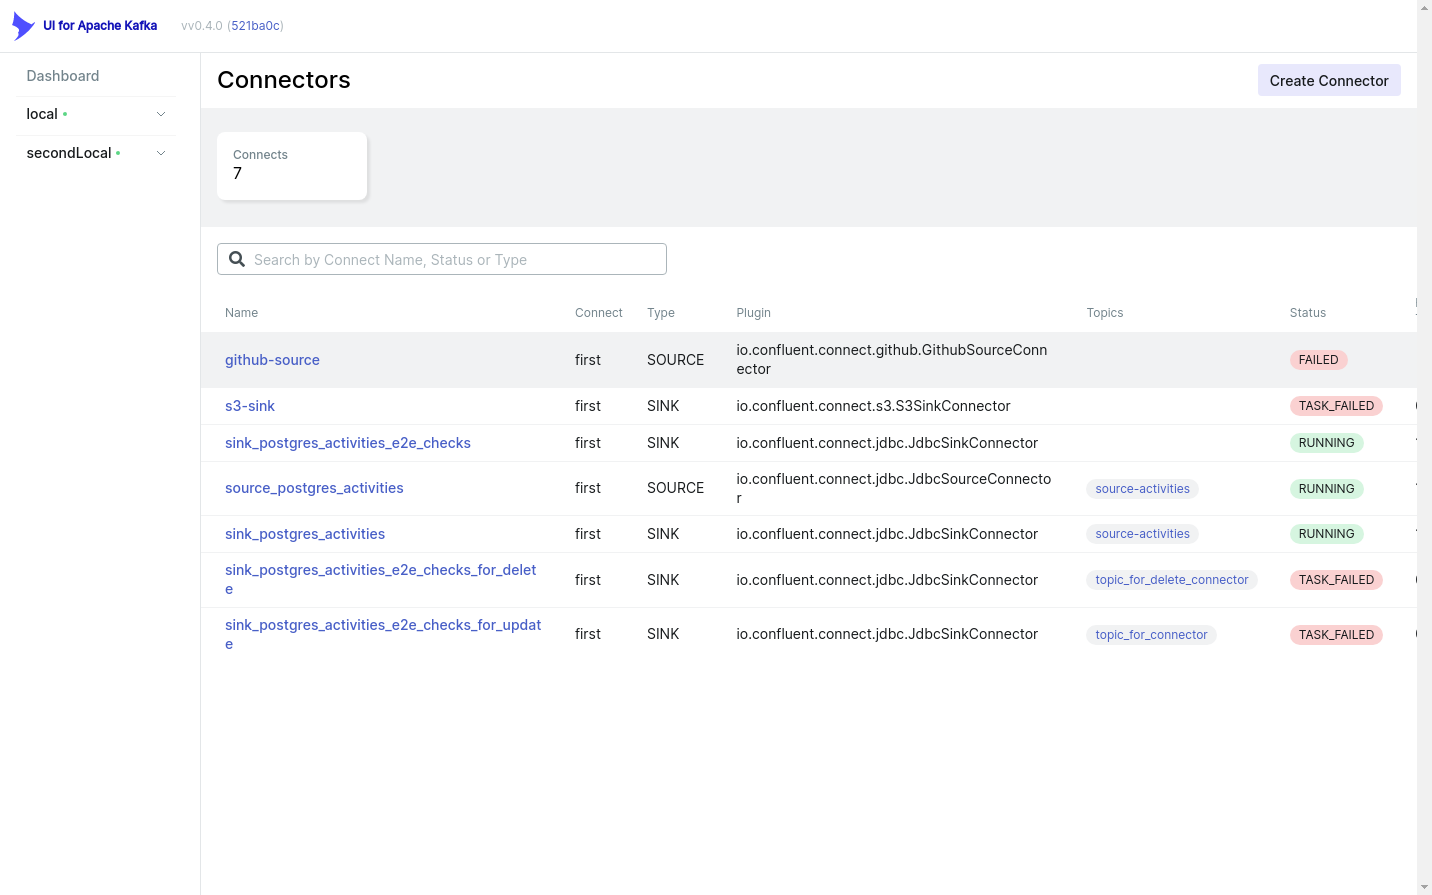 UI for Apache Kafka vv0.4.0 (521ba0c)
Dashboard
local
secondLocal
Connectors
Create Connector
Connects
7
Search by Connect Name, Status or Type
Name Connect Type Plugin Topics Status
github-source first SOURCE io.confluent.connect.github.GithubSourceConn
ector FAILED
s3-sink first SINK io.confluent.connect.s3.S3SinkConnector TASK_FAILED
sink_postgres_activities_e2e_checks first SINK io.confluent.connect.jdbc.JdbcSinkConnector RUNNING
source_postgres_activities first SOURCE io.confluent.connect.jdbc.JdbcSourceConnecto
r source-activities RUNNING
sink_postgres_activities first SINK io.confluent.connect.jdbc.JdbcSinkConnector source-activities RUNNING
sink_postgres_activities_e2e_checks_for_delet
e first SINK io.confluent.connect.jdbc.JdbcSinkConnector topic_for_delete_connector TASK_FAILED
sink_postgres_activities_e2e_checks_for_updat
e first SINK io.confluent.connect.jdbc.JdbcSinkConnector topic_for_connector TASK_FAILED